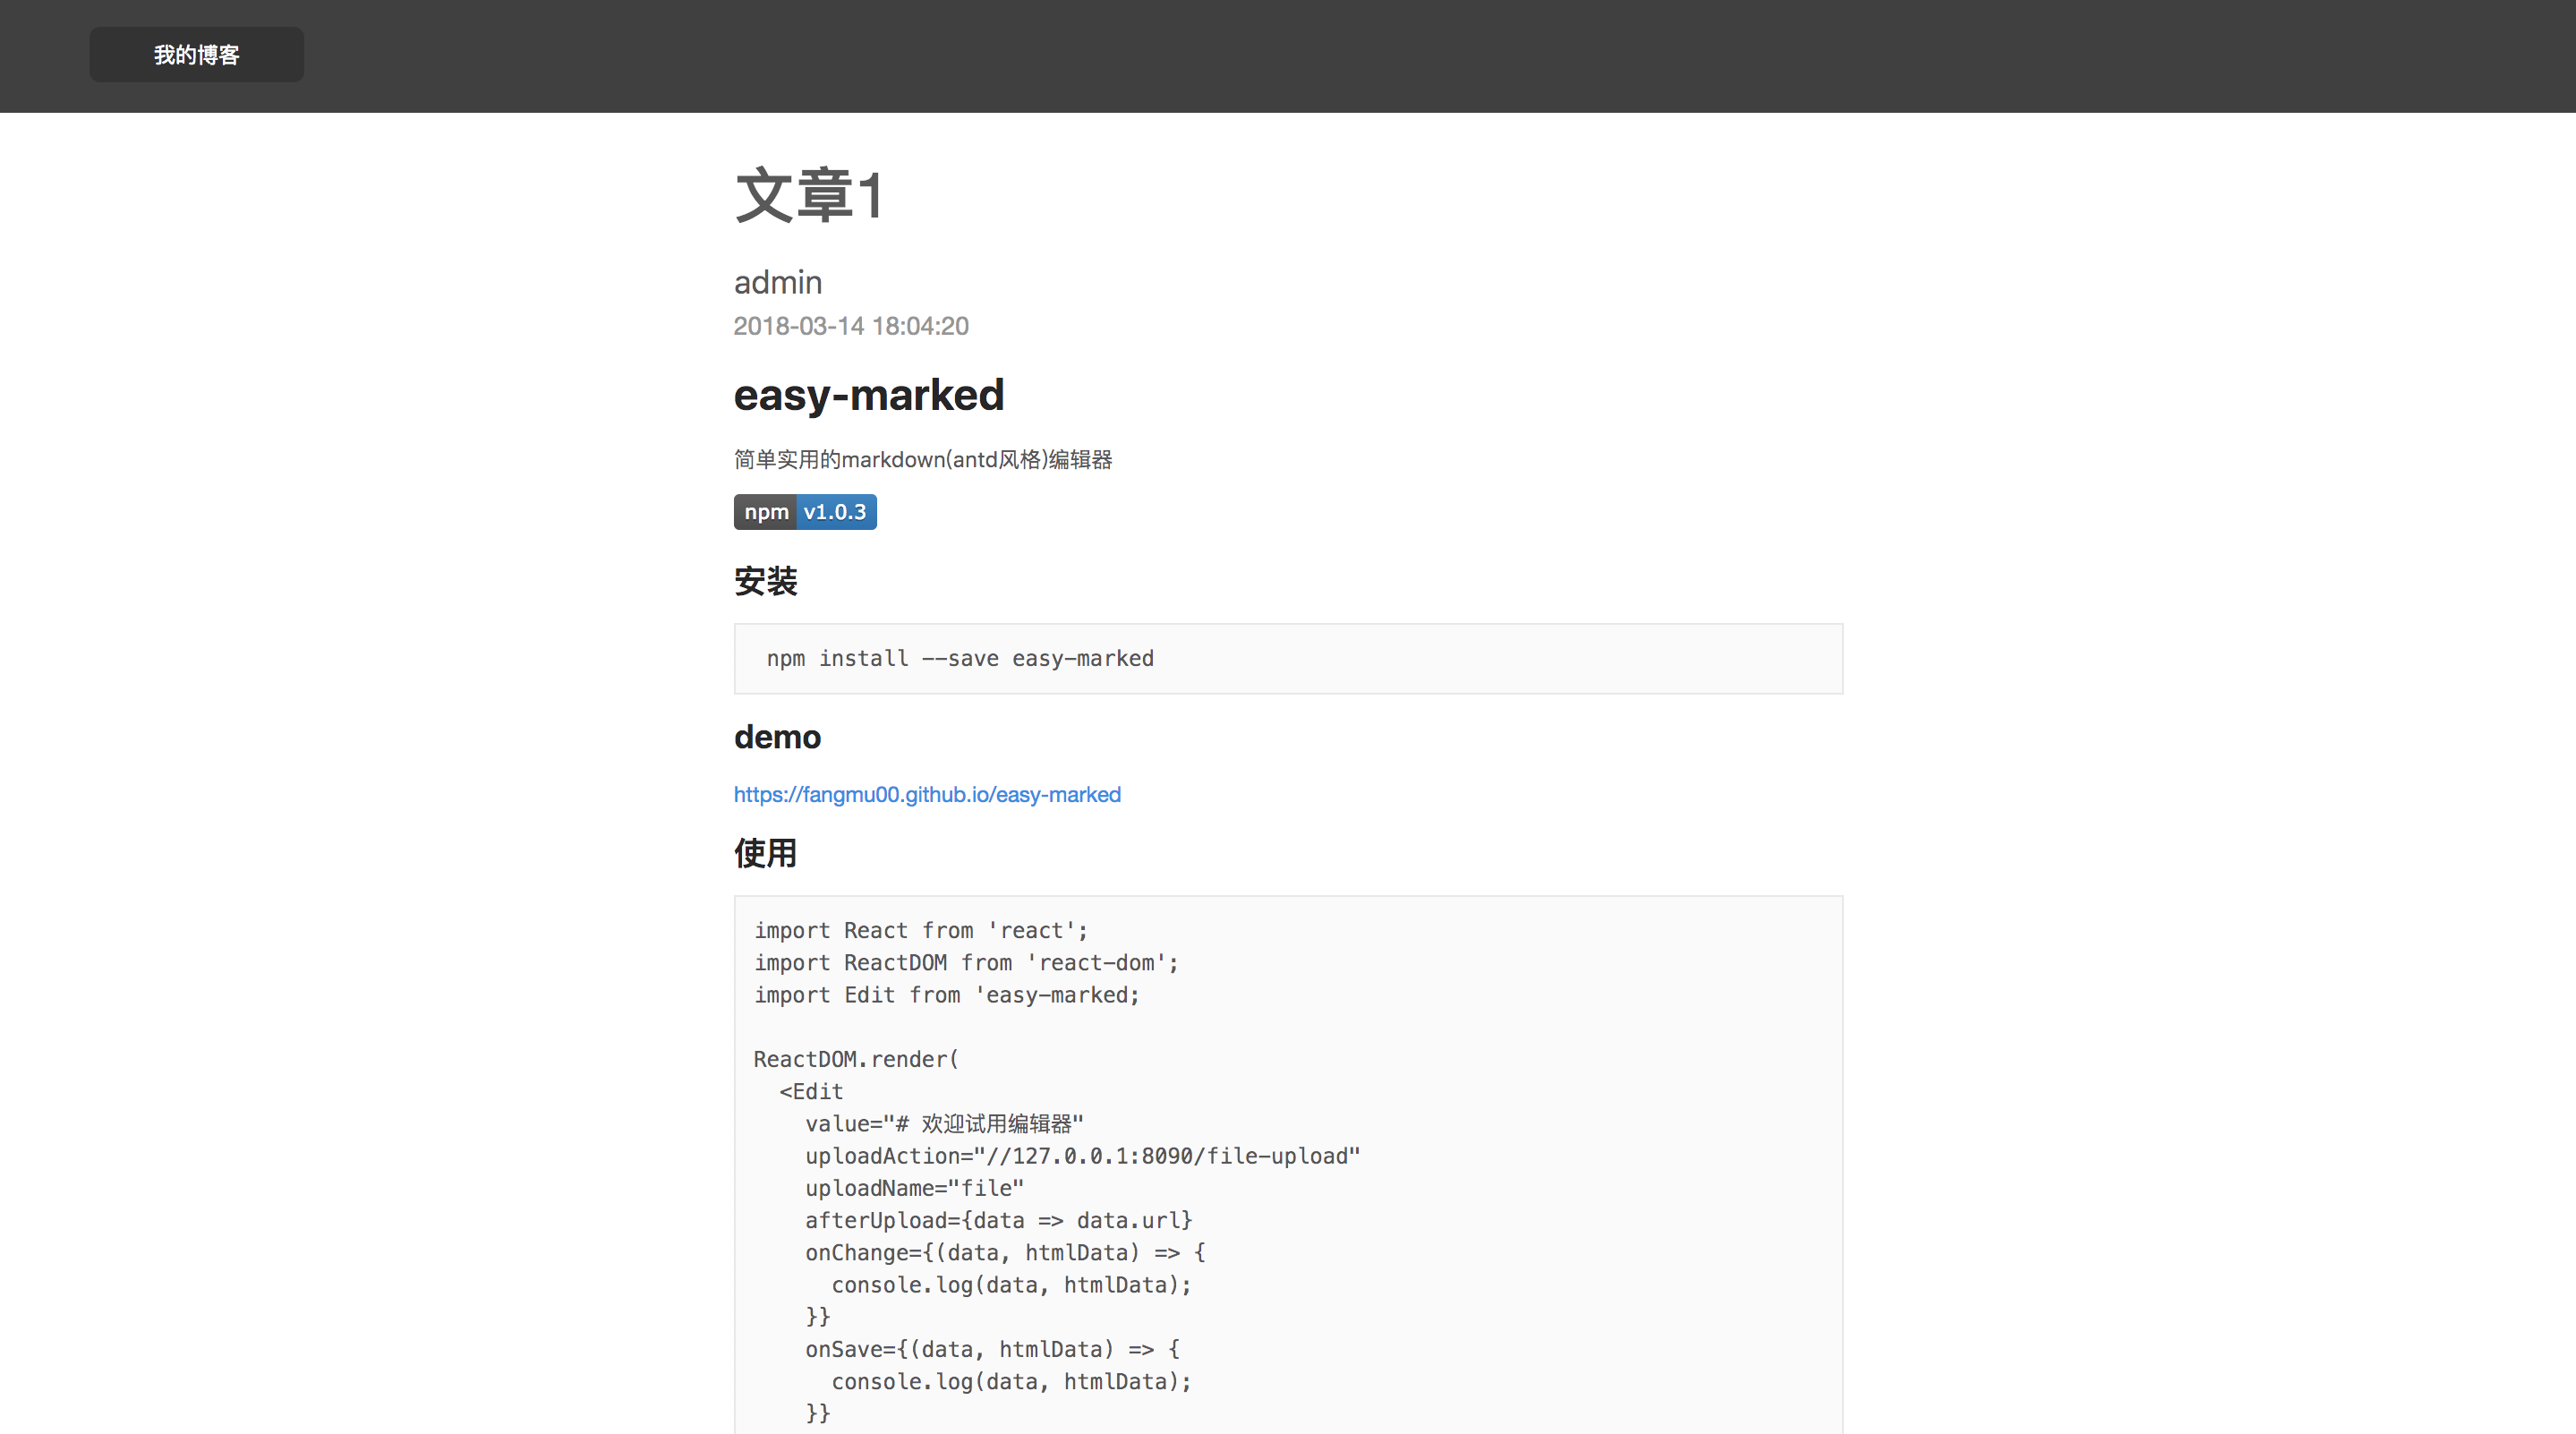 我的博客
文章1
admin
2018-03-14 18:04:20
easy-marked
简单实用的markdown(antd风格)编辑器
npm v1.0.3
安装
npm install --save easy-marked
demo
https://fangmu00.github.io/easy-marked
使用
import React from 'react';
import ReactDOM from 'react-dom';
import Edit from 'easy-marked;
ReactDOM.render(
  <Edit
    value="# 欢迎试用编辑器"
    uploadAction="//127.0.0.1:8090/file-upload"
    uploadName="file"
    afterUpload={data => data.url}
    onChange={(data, htmlData) => {
      console.log(data, htmlData);
    }}
    onSave={(data, htmlData) => {
      console.log(data, htmlData);
    }}